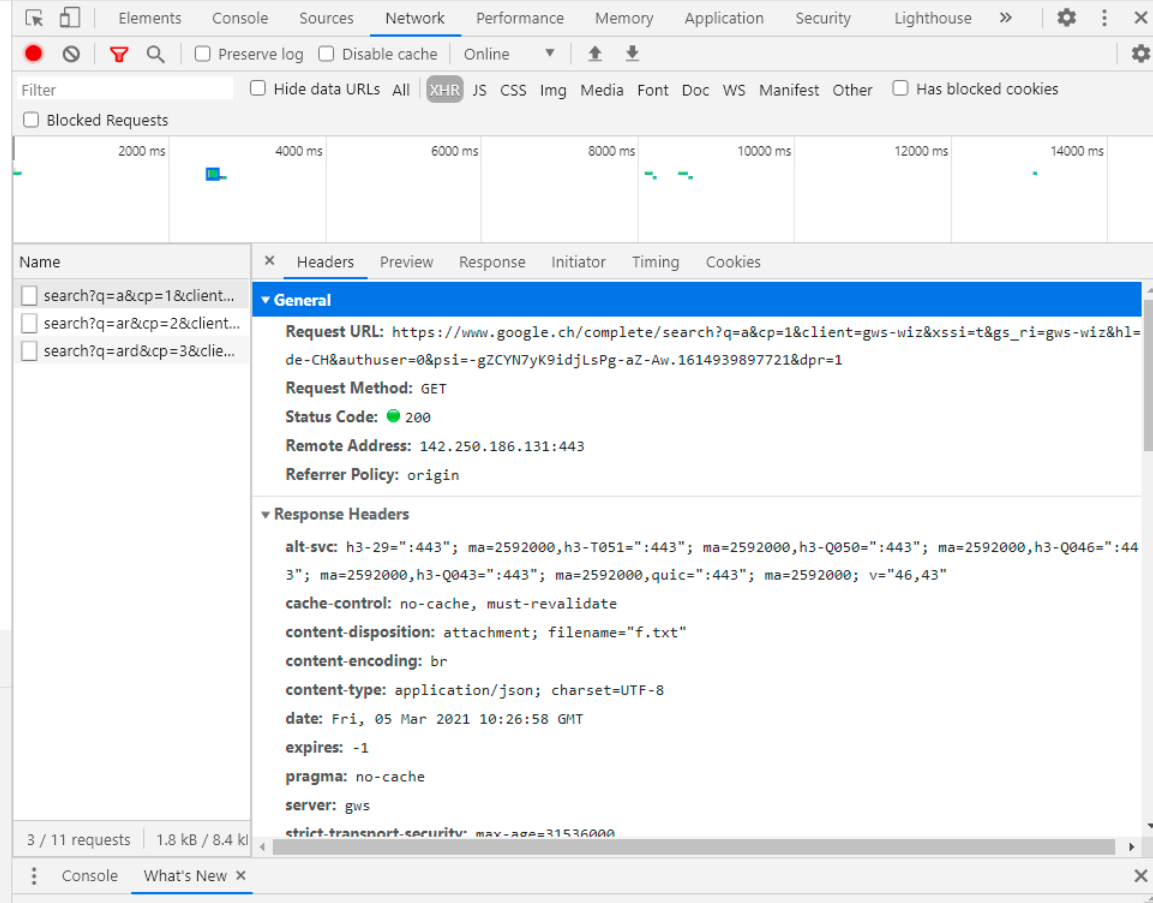 Elements Console Sources Network Performance Memory Application Security Lighthouse »
Preserve log Disable cache Online
Filter Hide data URLs All XHR JS CSS Img Media Font Doc WS Manifest Other Has blocked cookies
Blocked Requests
2000 ms 4000 ms 6000 ms 8000 ms 10000 ms 12000 ms 14000 ms
Name
search?q=a&cp=1&client...
search?q=ar&cp=2&client...
search?q=ard&cp=3&clie...
3 / 11 requests 1.8 kB / 8.4 k
× Headers Preview Response Initiator Timing Cookies
General
Request URL: https://www.google.ch/complete/search?q=a&cp=1&client=gws-wiz&xssi=t&gs_ri=gws-wiz&hl=
de-CH&authuser=0&psi=-gZCYN7yK9idjLsPg-aZ-Aw.1614939897721&dpr=1
Request Method: GET
Status Code: 200
Remote Address: 142.250.186.131:443
Referrer Policy: origin
Response Headers
alt-svc: h3-29=":443"; ma=2592000,h3-T051=":443"; ma=2592000,h3-Q050=":443"; ma=2592000,h3-Q046=":44
3"; ma=2592000,h3-Q043=":443"; ma=2592000,quic=":443"; ma=2592000; v="46,43"
cache-control: no-cache, must-revalidate
content-disposition: attachment; filename="f.txt"
content-encoding: br
content-type: application/json; charset=UTF-8
date: Fri, 05 Mar 2021 10:26:58 GMT
expires: -1
pragma: no-cache
server: gws
strict-transport-security: max-age=31536000
Console What's New ×